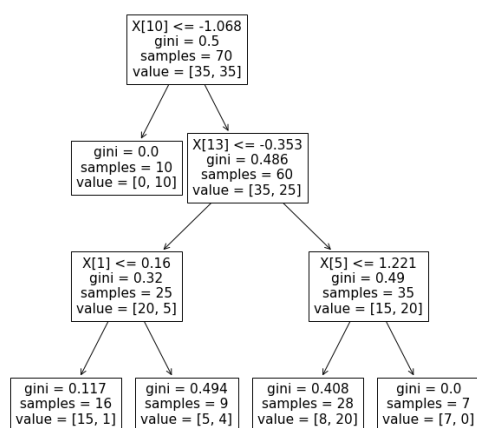 X[10] <= -1.068
gini = 0.5
samples = 70
value = [35, 35]
gini = 0.0
samples = 10
value = [0, 10]
X[13] <= -0.353
gini = 0.486
samples = 60
value = [35, 25]
X[1] <= 0.16
gini = 0.32
samples = 25
value = [20, 5]
X[5] <= 1.221
gini = 0.49
samples = 35
value = [15, 20]
gini = 0.117
samples = 16
value = [15, 1]
gini = 0.494
samples = 9
value = [5, 4]
gini = 0.408
samples = 28
value = [8, 20]
gini = 0.0
samples = 7
value = [7, 0]